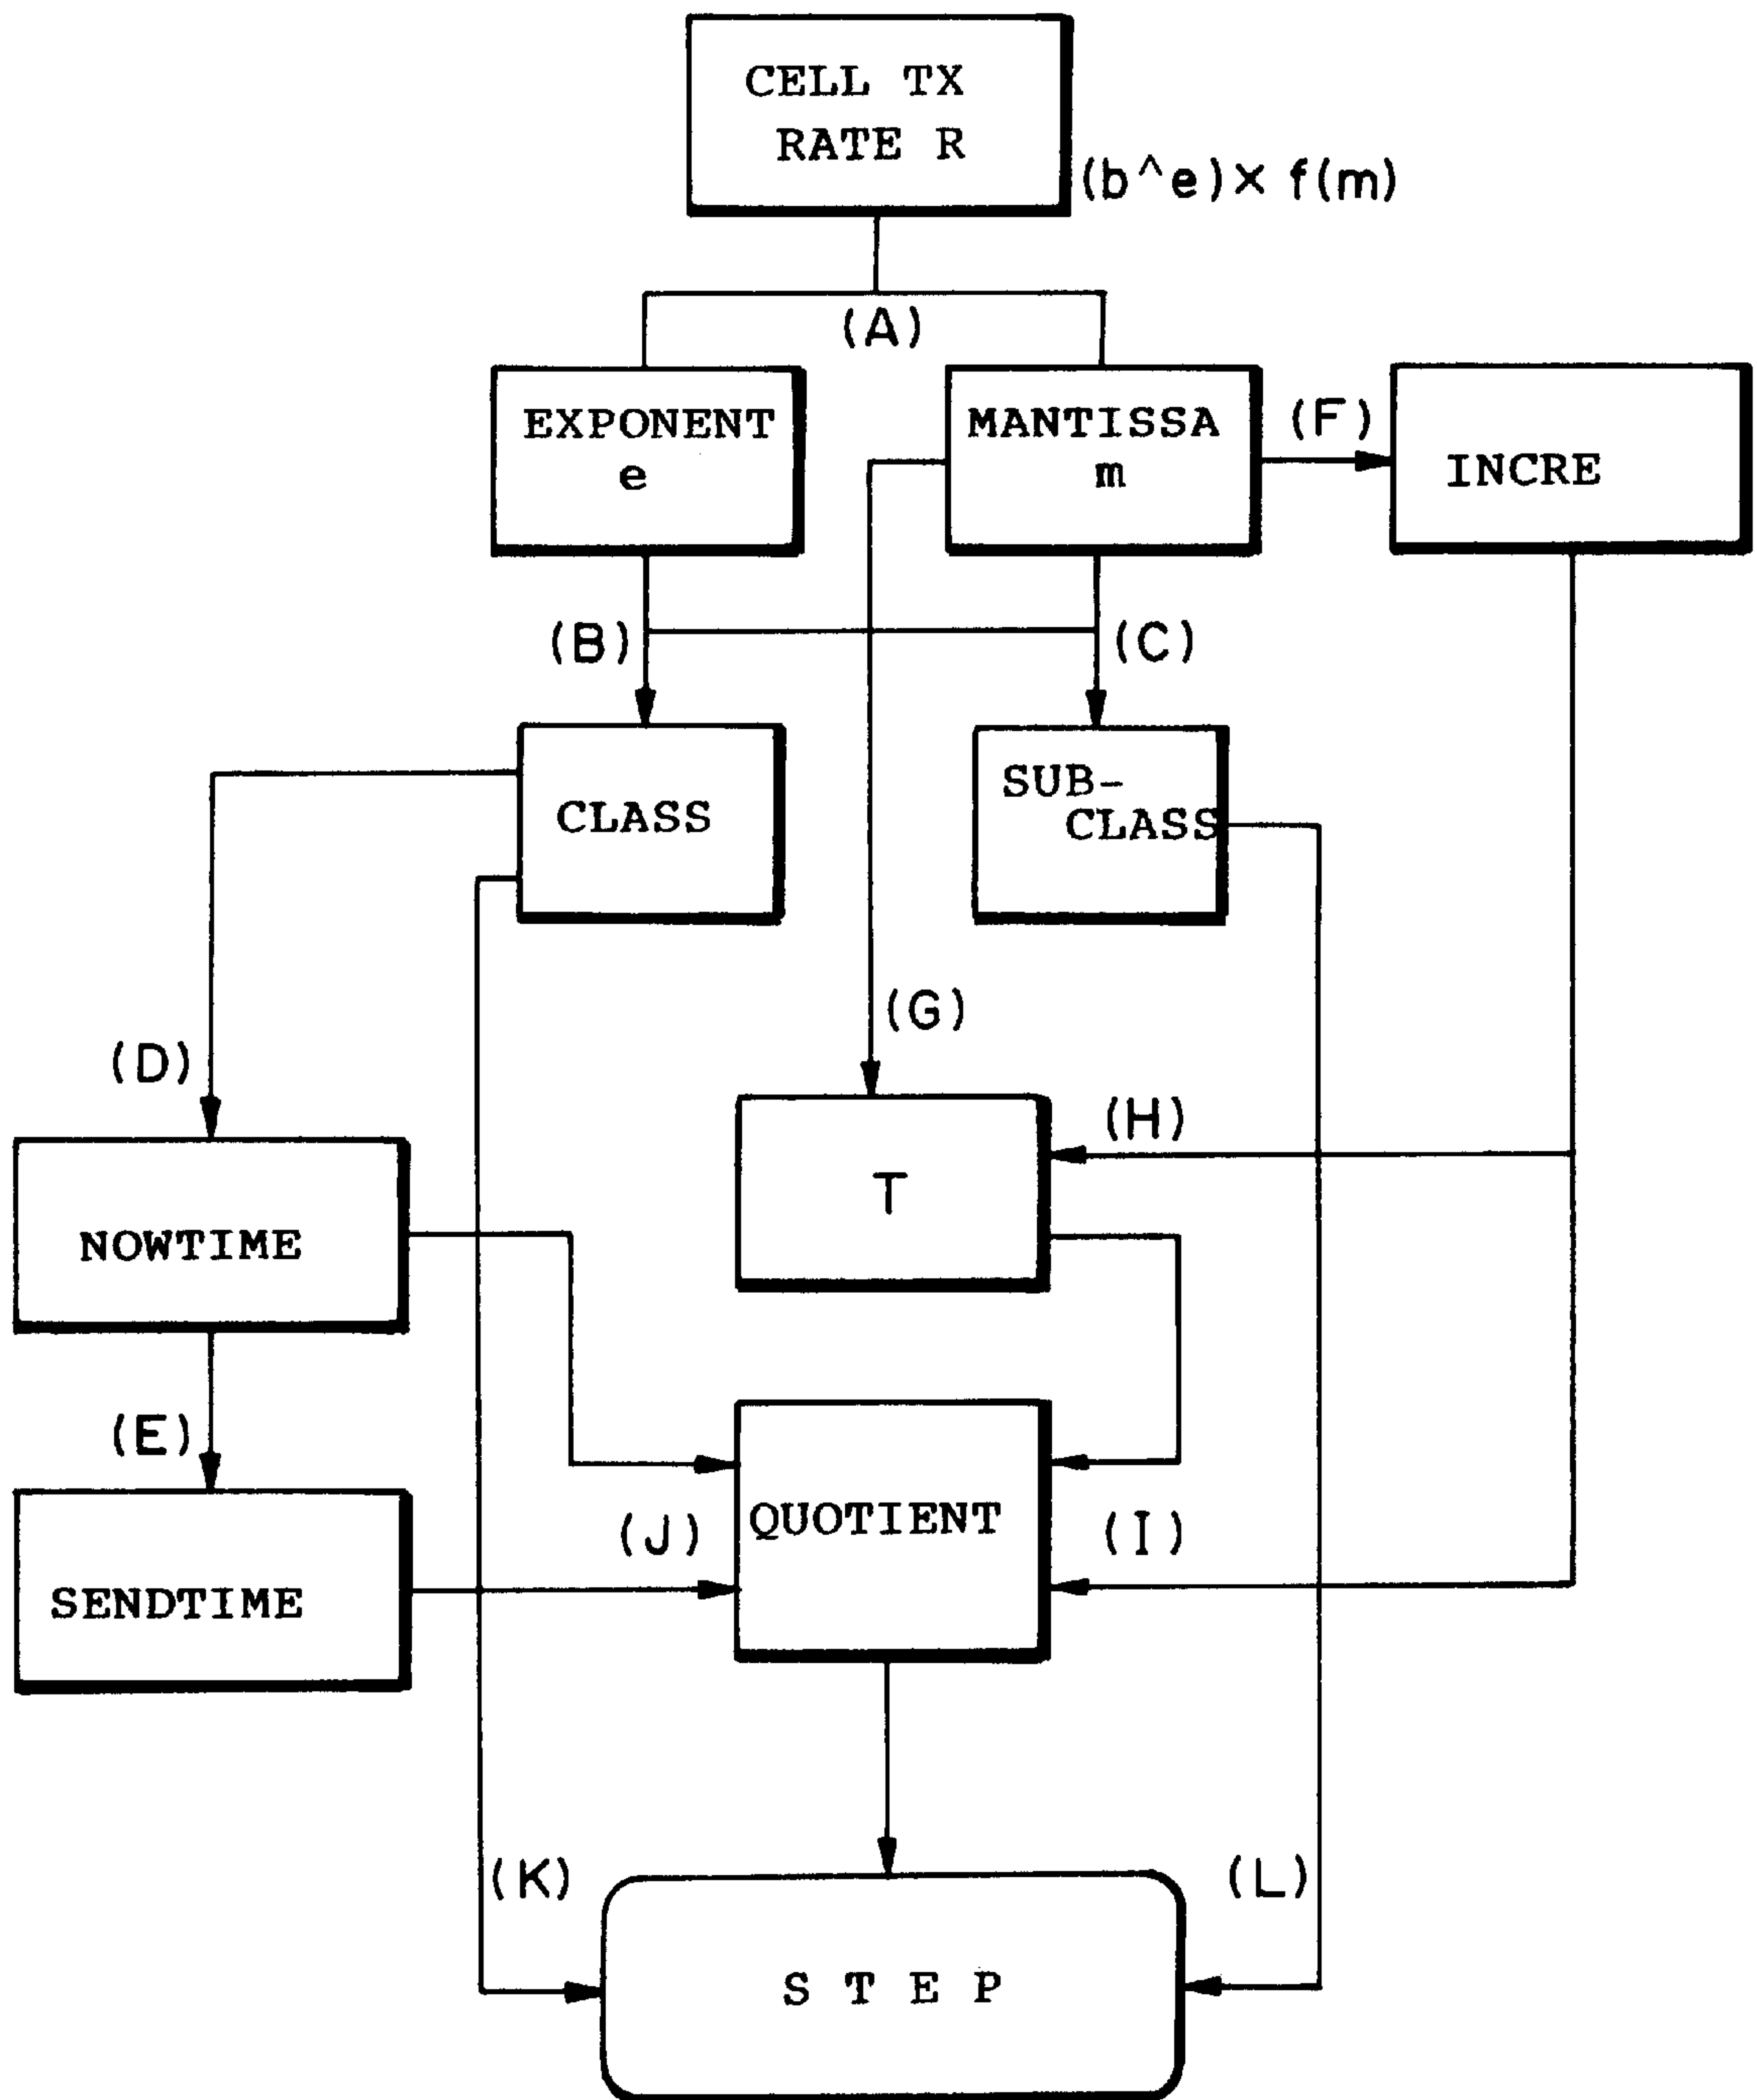 CELL TX
RATE R
(b^e)× f(m)
(A)
EXPONENT
e
MANTISSA
m
(F)
INCRE
(B)
(C)
CLASS
SUB-
CLASS
(G)
(D)
(H)
T
NOWTIME
(E)
QUOTIENT
(J)
(I)
SENDTIME
(K)
(L)
S T E P